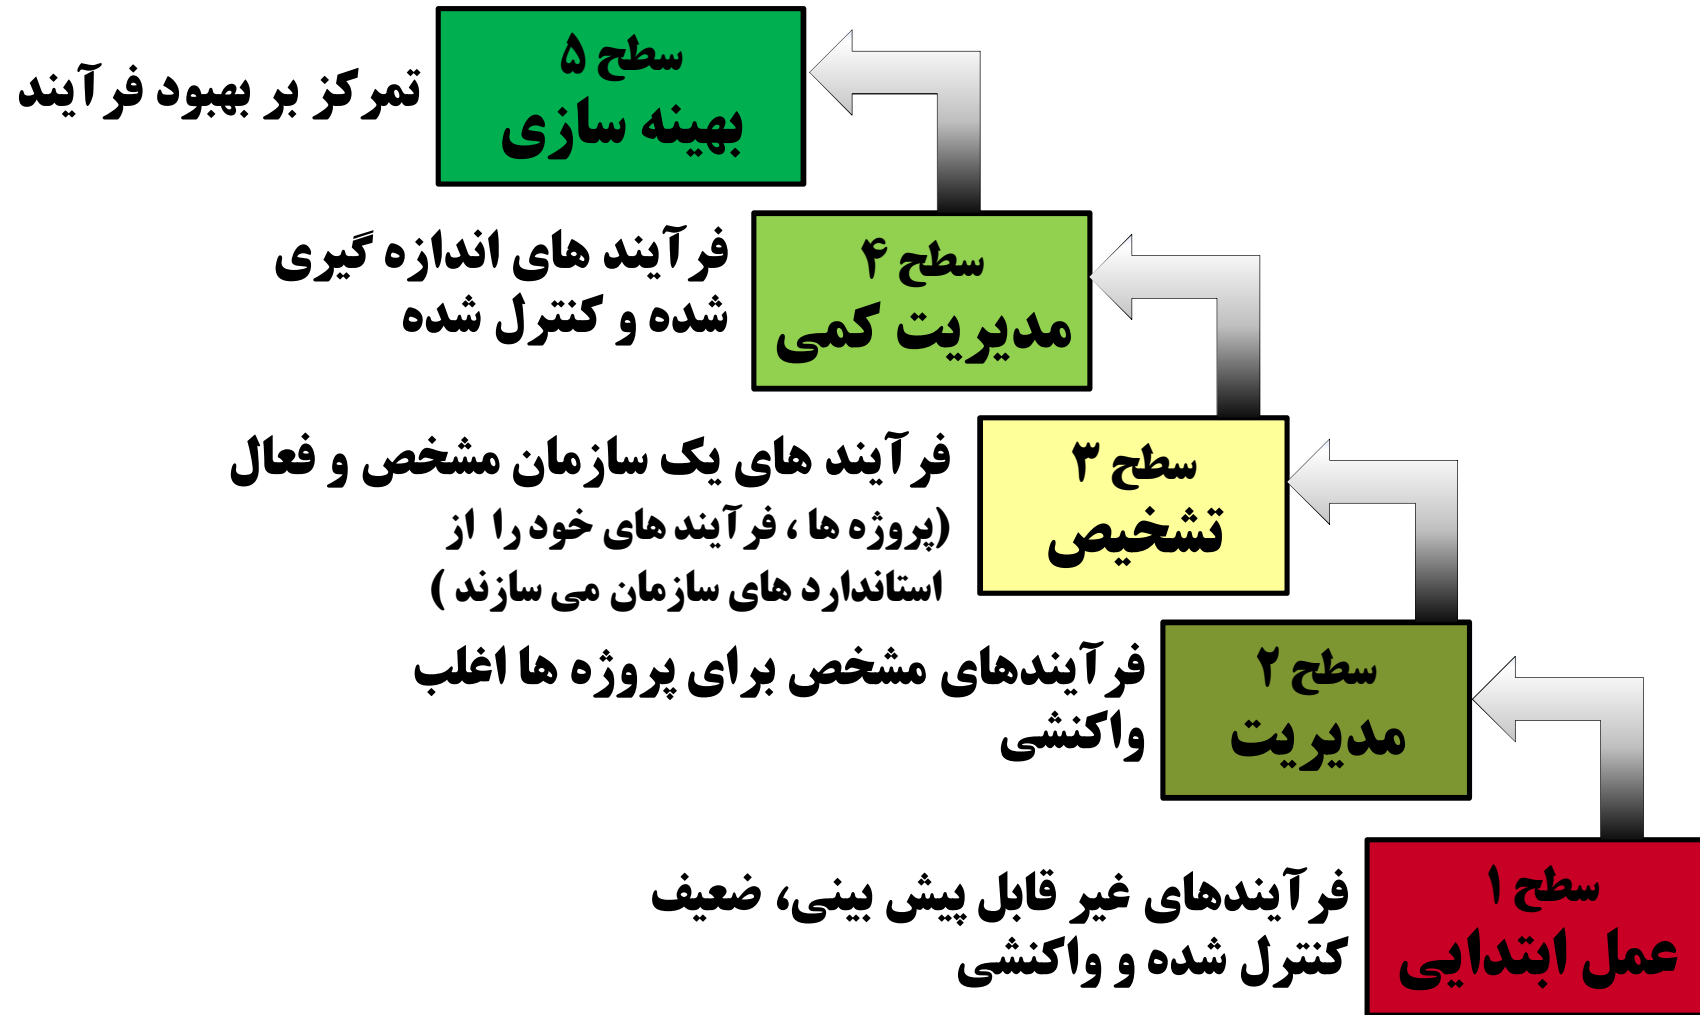 سطح ۵
بهینه سازی
تمرکز بر بهبود فرآیند
سطح ۴
مدیریت کمی
فرآیند های اندازه گیری
شده و کنترل شده
سطح ۳
تشخیص
فرآیند های یک سازمان مشخص و فعال
(پروژه ها ، فرآیند های خود را از
استاندارد های سازمان می سازند )
سطح ۲
مدیریت
فرآیندهای مشخص برای پروژه ها اغلب
واکنشی
سطح ۱
عمل ابتدایی
فرآیندهای غیر قابل پیش بینی، ضعیف
کنترل شده و واکنشی